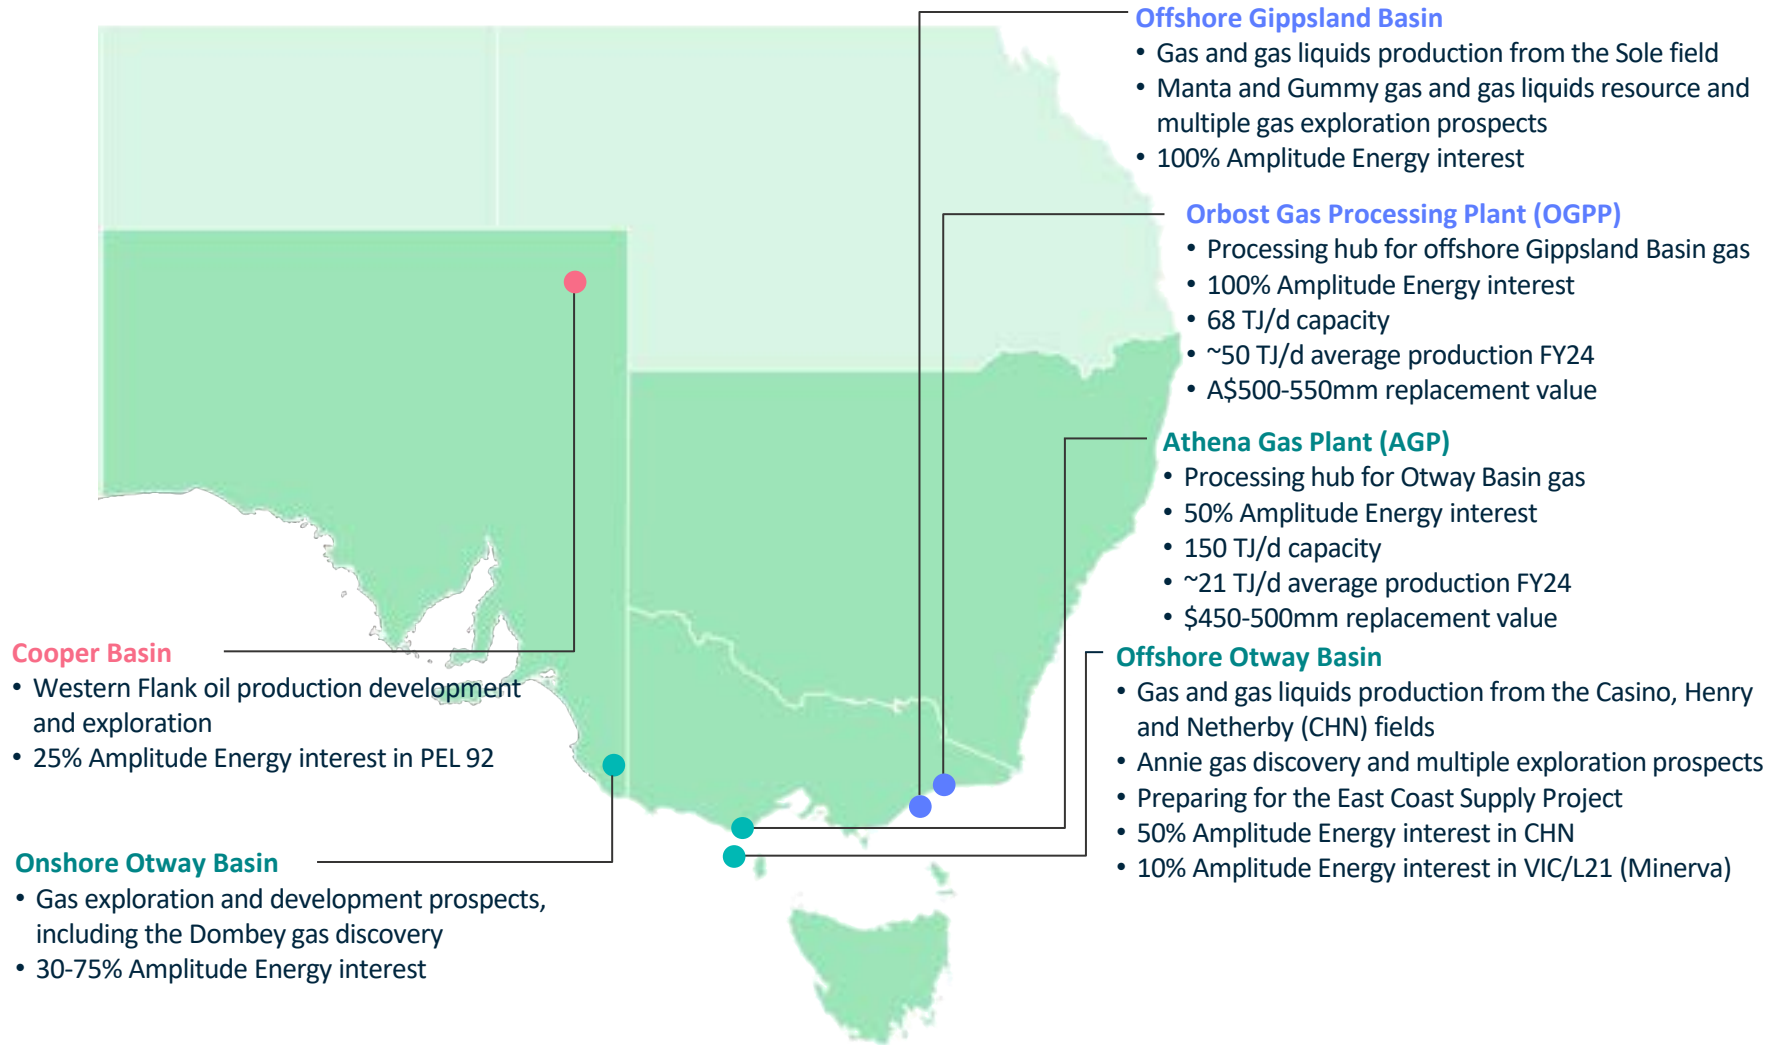 Offshore Gippsland Basin
• Gas and gas liquids production from the Sole field
• Manta and Gummy gas and gas liquids resource and
multiple gas exploration prospects
• 100% Amplitude Energy interest
Orbost Gas Processing Plant (OGPP)
• Processing hub for offshore Gippsland Basin gas
• 100% Amplitude Energy interest
• 68 TJ/d capacity
• ~50 TJ/d average production FY24
• A$500-550mm replacement value
Athena Gas Plant (AGP)
• Processing hub for Otway Basin gas
• 50% Amplitude Energy interest
• 150 TJ/d capacity
• ~21 TJ/d average production FY24
• $450-500mm replacement value
Offshore Otway Basin
• Gas and gas liquids production from the Casino, Henry
and Netherby (CHN) fields
• Annie gas discovery and multiple exploration prospects
• Preparing for the East Coast Supply Project
• 50% Amplitude Energy interest in CHN
• 10% Amplitude Energy interest in VIC/L21 (Minerva)
Cooper Basin
• Western Flank oil production development
and exploration
• 25% Amplitude Energy interest in PEL 92
Onshore Otway Basin
• Gas exploration and development prospects,
including the Dombey gas discovery
• 30-75% Amplitude Energy interest